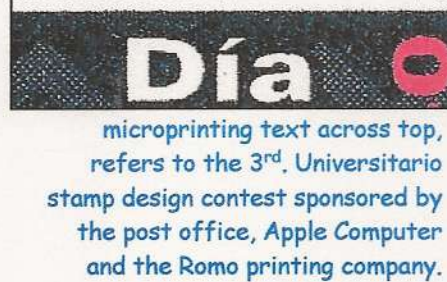 Día
microprinting text across top,
refers to the 3rd. Universitario
stamp design contest sponsored by
the post office, Apple Computer
and the Romo printing company.